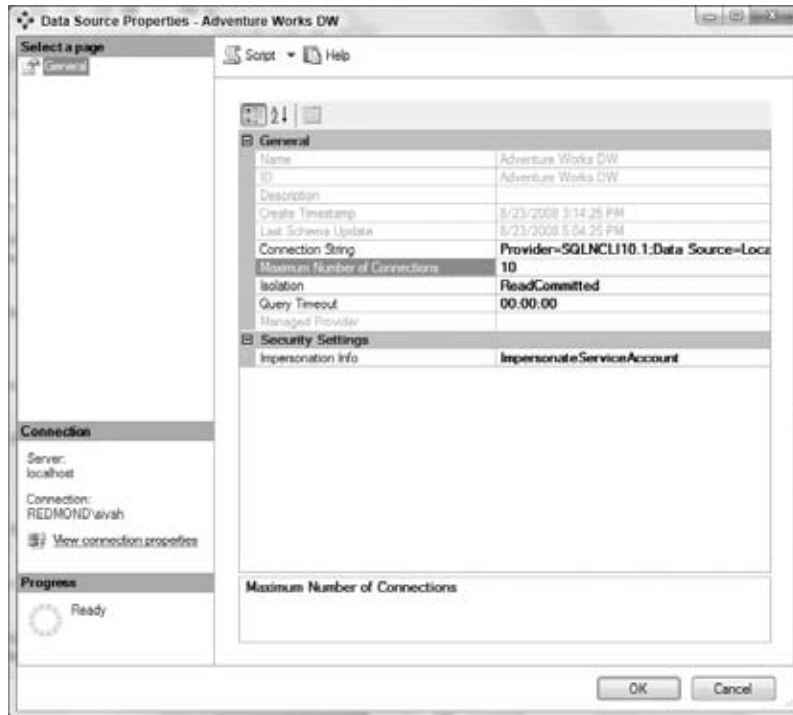 Data Source Properties - Adventure Works DW
Select a page
General
Script Help
General
Name Adventure Works DW
ID Adventure Works DW
Description
Create Timestamp 8/23/2008 3:14:25 PM
Last Schema Update 8/23/2008 5:04:25 PM
Connection String Provider=SQLNCLI10.1;Data Source=Loca
Maximum Number of Connections 10
Isolation ReadCommitted
Query Timeout 00:00:00
Managed Provider
Security Settings
Impersonation Info ImpersonateServiceAccount
Connection
Server:
localhost
Connection:
View connection properties
Progress
Ready
Maximum Number of Connections
OK Cancel